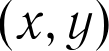 (x, y)